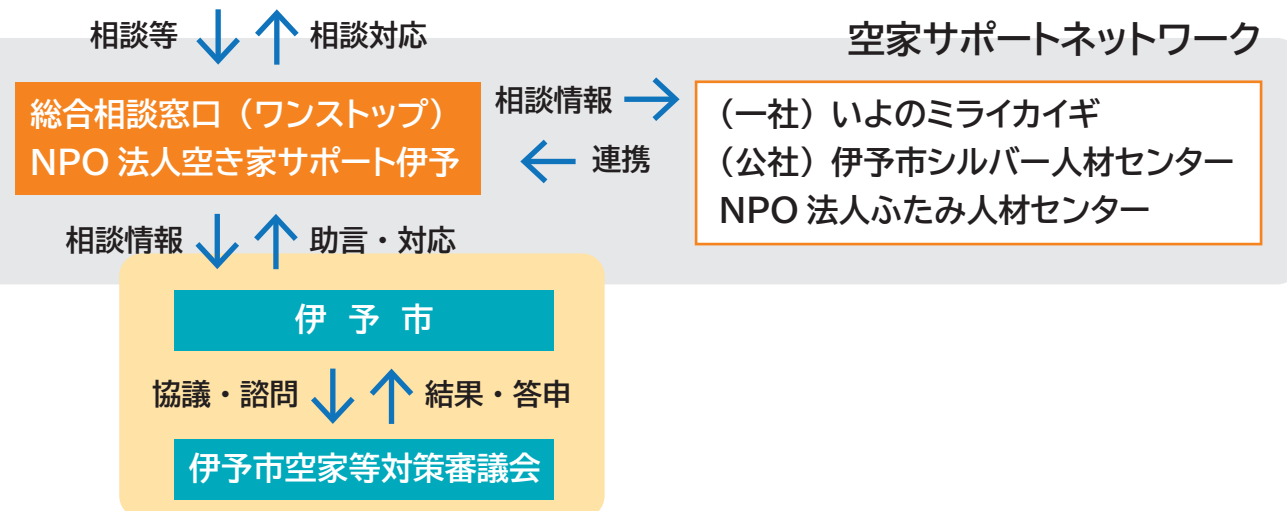 相談等
相談対応
空家サポートネットワーク
総合相談窓口（ワンストップ）
NPO 法人空き家サポート伊予
相談情報
連携
（一社）いよのミライカイギ
（公社）伊予市シルバー人材センター
NPO 法人ふたみ人材センター
相談情報
助言・対応
伊 予 市
協議・諮問
結果・答申
伊予市空家等対策審議会